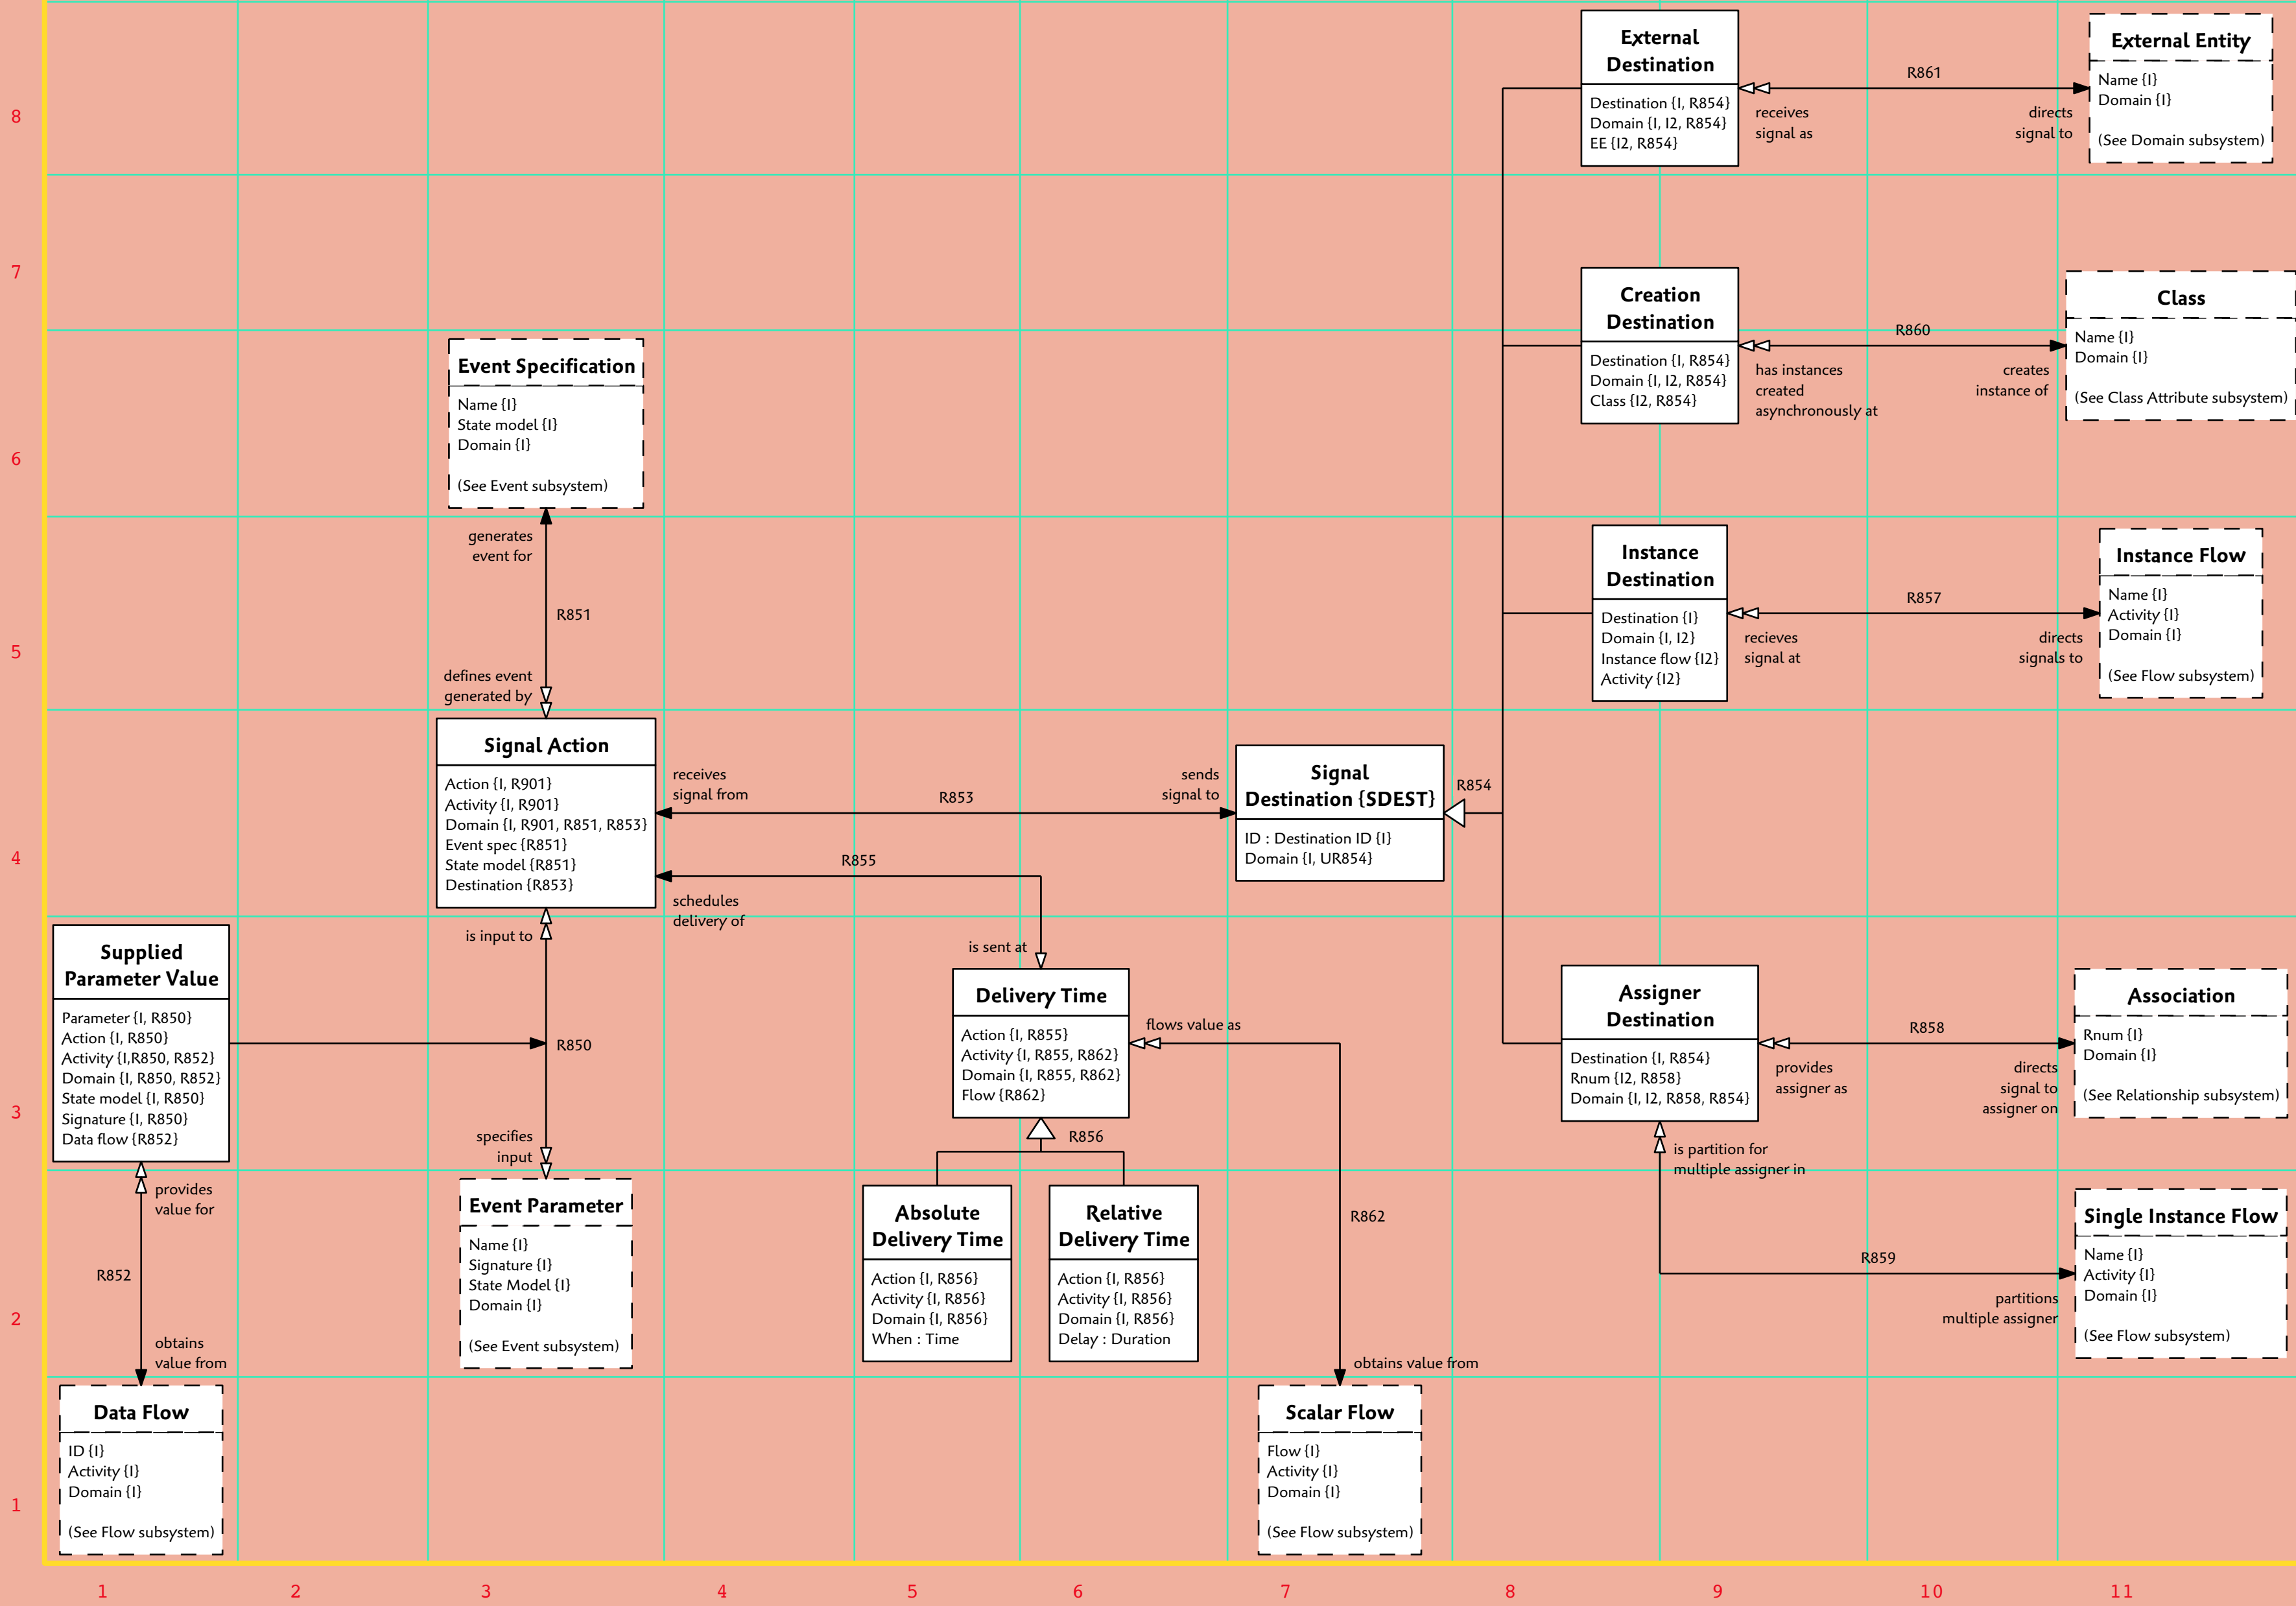 8
External
Destination
Destination {I, R854}
Domain {I, I2, R854}
EE {I2, R854}
R861
receives
signal as
directs
signal to
External Entity
Name {I}
Domain {I}
(See Domain subsystem)
7
Creation
Destination
Destination {I, R854}
Domain {I, I2, R854}
Class {I2, R854}
R860
has instances
created
asynchronously at
creates
instance of
Class
Name {I}
Domain {I}
(See Class Attribute subsystem)
Event Specification
Name {I}
State model {I}
Domain {I}
(See Event subsystem)
6
generates
event for
R851
defines event
generated by
Instance
Destination
Destination {I}
Domain {I, I2}
Instance flow {I2}
Activity {I2}
R857
recieves
signal at
directs
signals to
Instance Flow
Name {I}
Activity {I}
Domain {I}
(See Flow subsystem)
5
Signal Action
Action {I, R901}
Activity {I, R901}
Domain {I, R901, R851, R853}
Event spec {R851}
State model {R851}
Destination {R853}
receives
signal from
R853
sends
signal to
Signal
Destination {SDEST}
ID : Destination ID {I}
Domain {I, UR854}
R854
4
R855
schedules
delivery of
is sent at
is input to
Supplied
Parameter Value
Parameter {I, R850}
Action {I, R850}
Activity {I,R850, R852}
Domain {I, R850, R852}
State model {I, R850}
Signature {I, R850}
Data flow {R852}
R850
specifies
input
Delivery Time
Action {I, R855}
Activity {I, R855, R862}
Domain {I, R855, R862}
Flow {R862}
flows value as
R856
Assigner
Destination
Destination {I, R854}
Rnum {I2, R858}
Domain {I, I2, R858, R854}
R858
provides
assigner as
directs
signal to
assigner on
Association
Rnum {I}
Domain {I}
(See Relationship subsystem)
3
is partition for
multiple assigner in
provides
value for
R852
obtains
value from
Event Parameter
Name {I}
Signature {I}
State Model {I}
Domain {I}
(See Event subsystem)
Absolute
Delivery Time
Action {I, R856}
Activity {I, R856}
Domain {I, R856}
When : Time
Relative
Delivery Time
Action {I, R856}
Activity {I, R856}
Domain {I, R856}
Delay : Duration
R862
obtains value from
R859
partitions
multiple assigner
Single Instance Flow
Name {I}
Activity {I}
Domain {I}
(See Flow subsystem)
2
Data Flow
ID {I}
Activity {I}
Domain {I}
(See Flow subsystem)
Scalar Flow
Flow {I}
Activity {I}
Domain {I}
(See Flow subsystem)
1
1 2 3 4 5 6 7 8 9 10 11